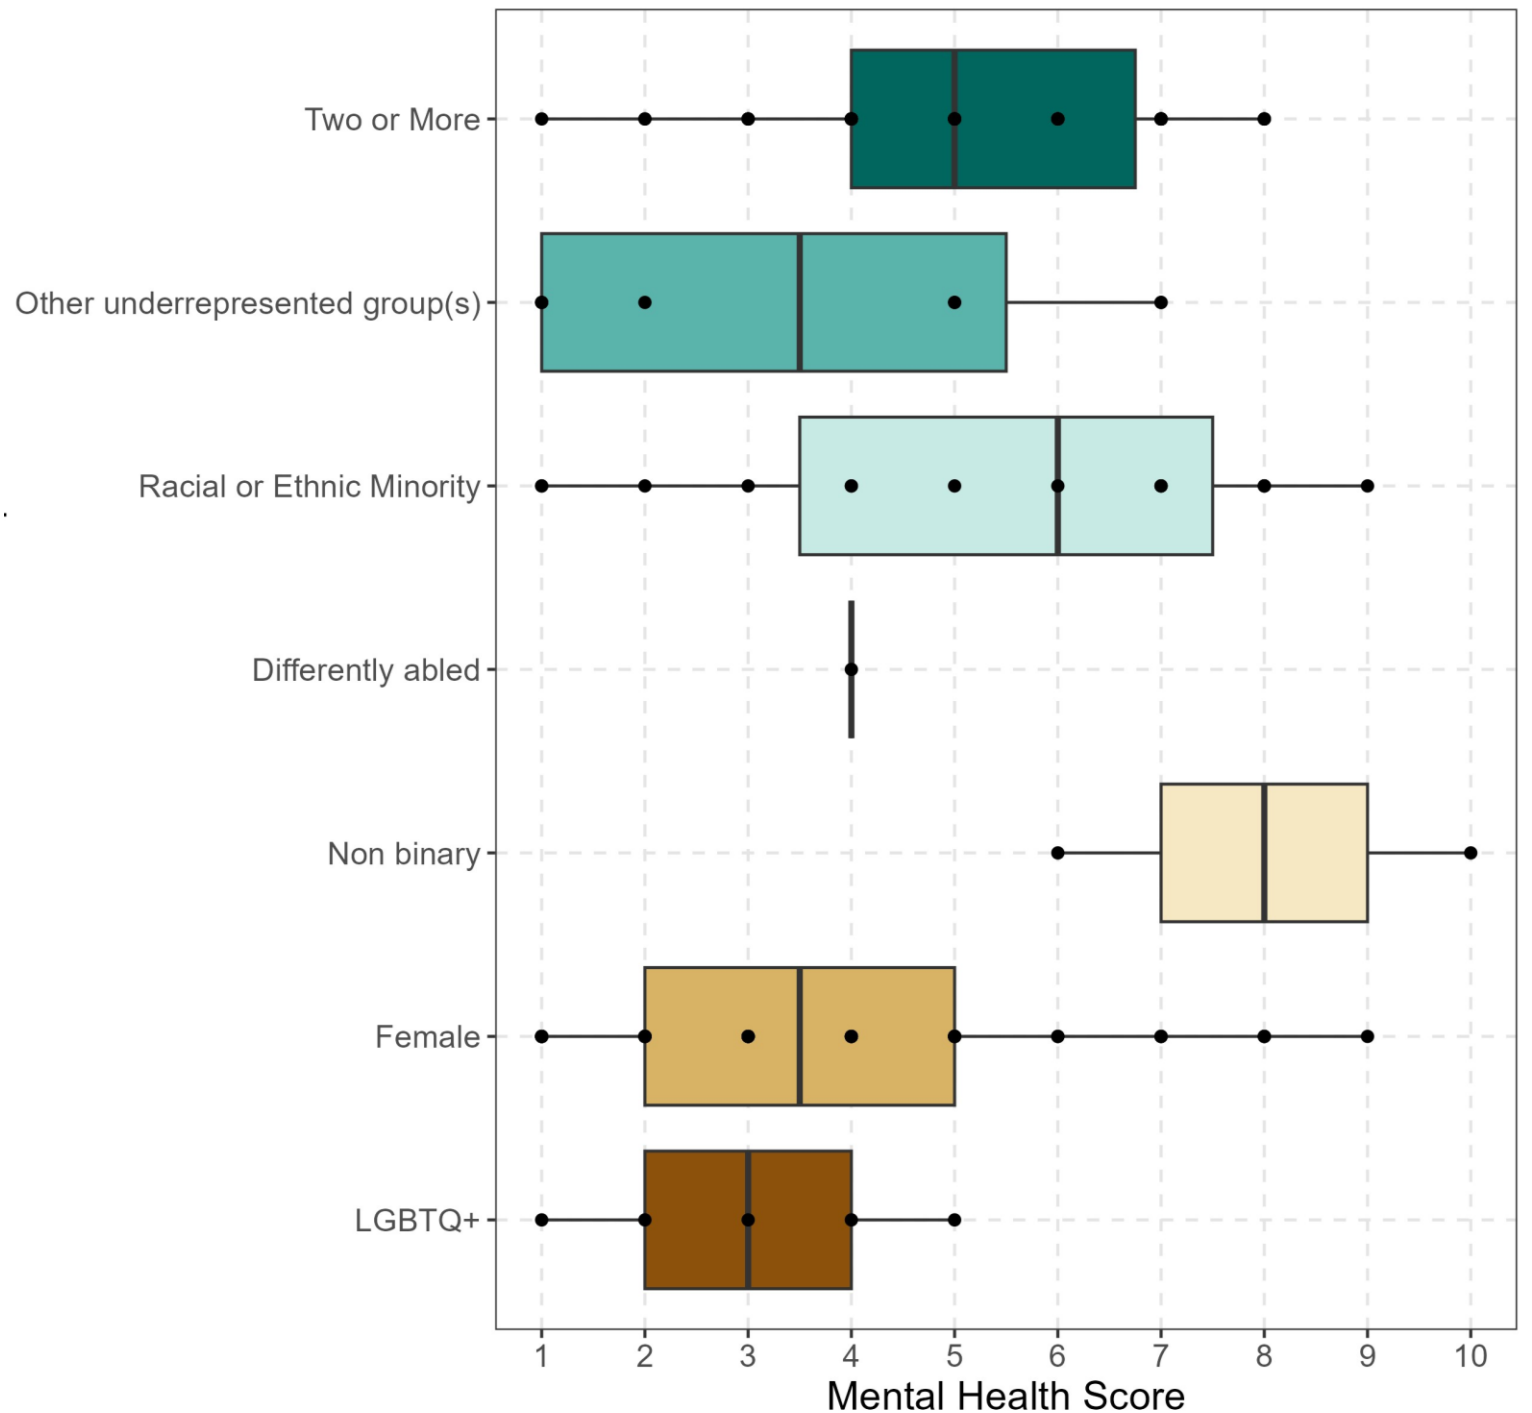 Two or More
Other underrepresented group(s)
Racial or Ethnic Minority
Differently abled
Non binary
Female
LGBTQ+
1 2 3 4 5 6 7 8 9 10
Mental Health Score